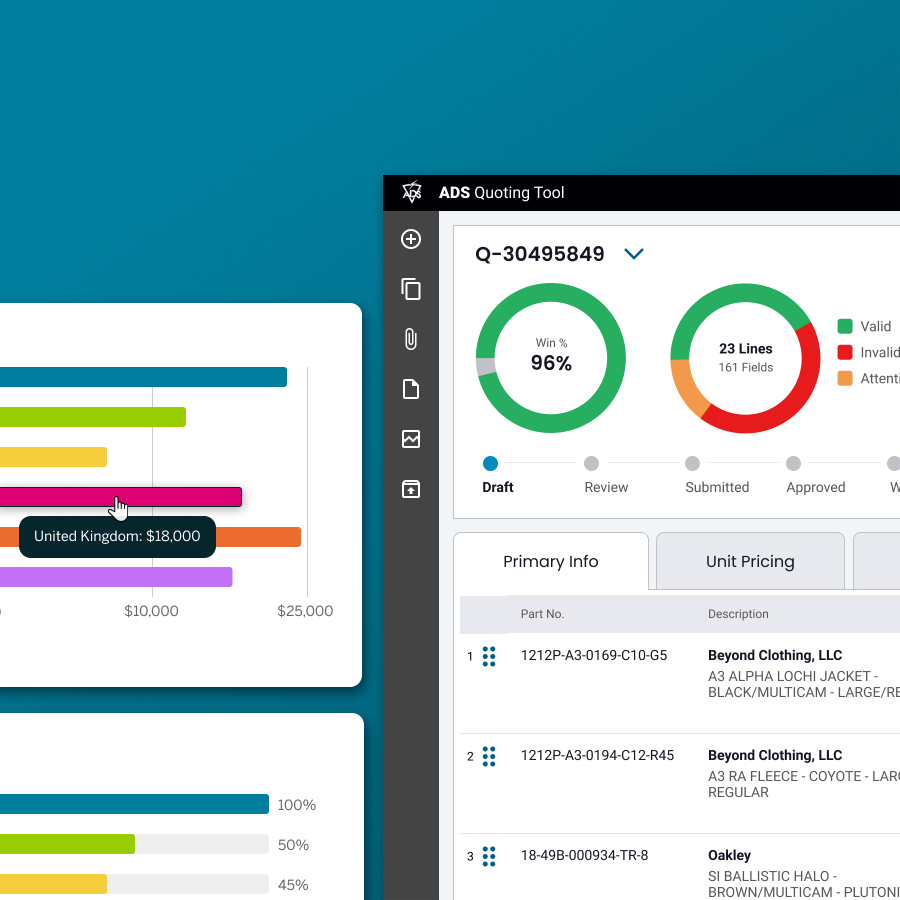 ADS
ADS Quoting Tool
Q-30495849
Win %
96%
23 Lines
161 Fields
Valid
Draft
Review
Submitted
Approved
United Kingdom: $18,000
$10,000
$25,000
100%
50%
45%
Primary Info
Unit Pricing
Part No.
Description
1
1212P-A3-0169-C10-G5
Beyond Clothing, LLC
A3 ALPHA LOCHI JACKET -
BLACK/MULTICAM - LARGE/RE
2
1212P-A3-0194-C12-R45
Beyond Clothing, LLC
A3 RA FLEECE - COYOTE -
REGULAR
3
18-49B-000934-TR-8
Oakley
SI BALLISTIC HALO -
BROWN/MULTICAM -